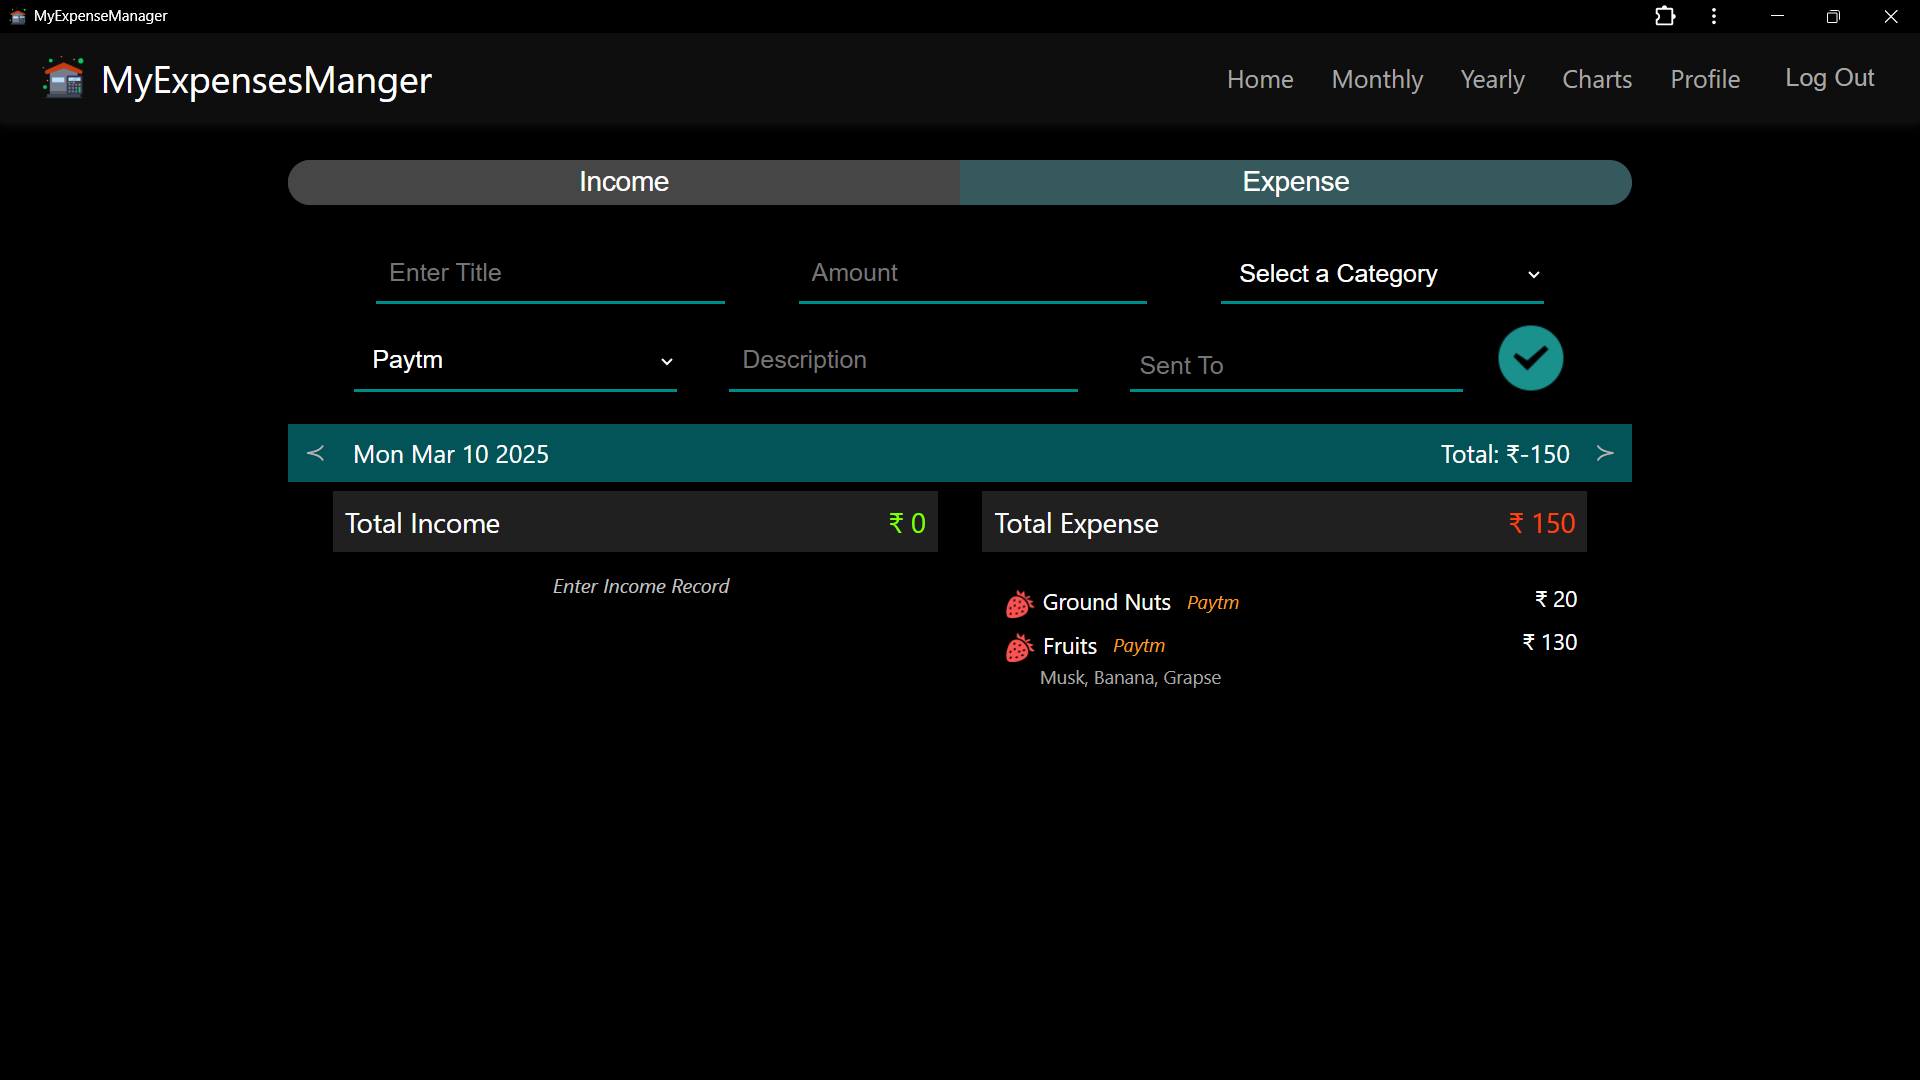 MyExpenseManager
MyExpensesManger
Home Monthly Yearly Charts Profile Log Out
Income Expense
Enter Title Amount Select a Category
Paytm Description Sent To
Mon Mar 10 2025 Total: ₹-150
Total Income ₹ 0 Total Expense ₹ 150
Enter Income Record
Ground Nuts Paytm ₹ 20
Fruits Paytm ₹ 130
Musk, Banana, Grapse